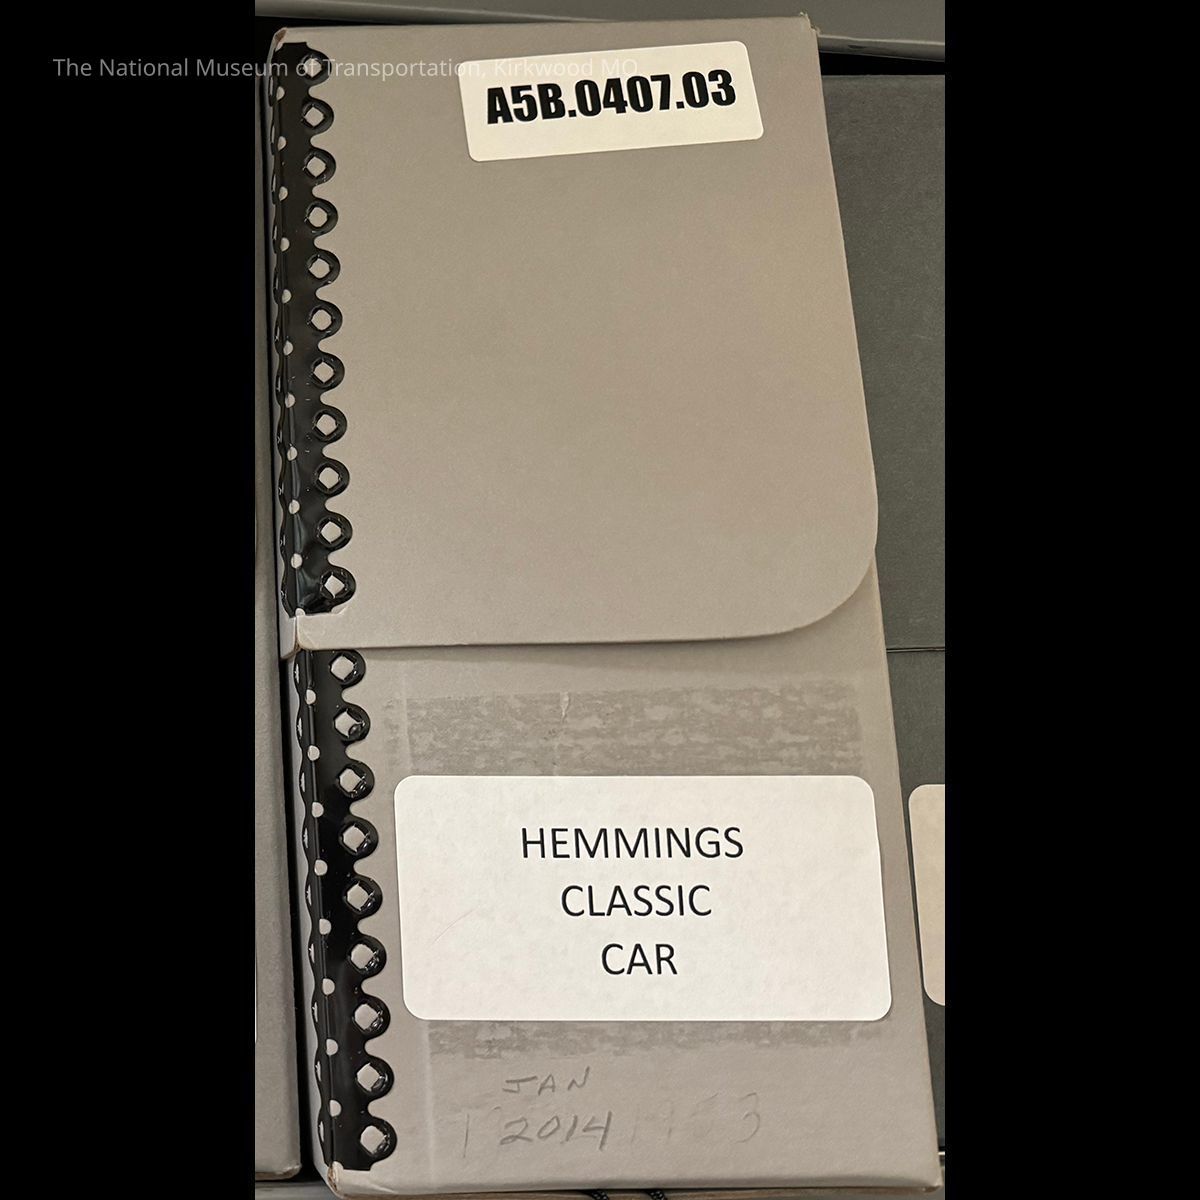 The National Museum of Transportation, Kirkwood MO
A5B.0407.03
HEMMINGS
CLASSIC
CAR
JAN
2014